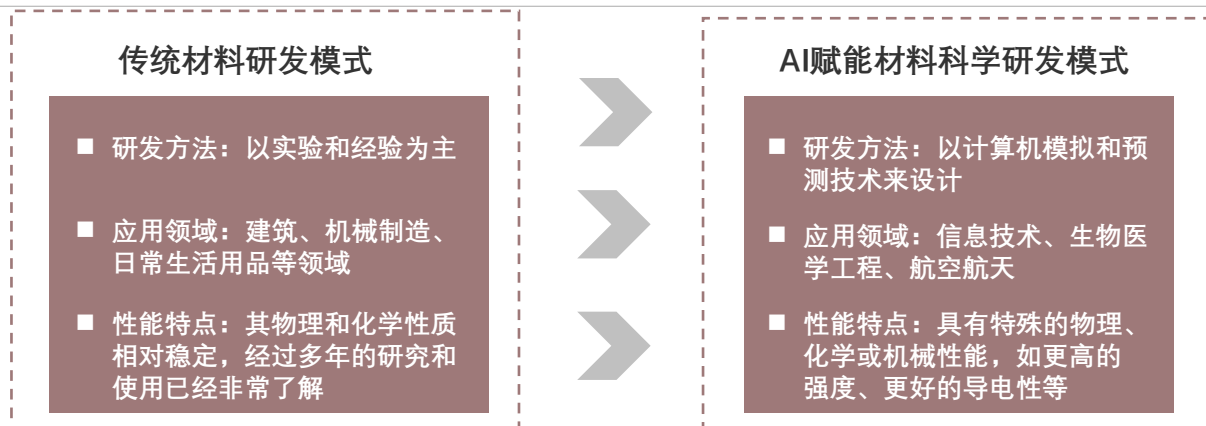 传统材料研发模式
■ 研发方法：以实验和经验为主
■ 应用领域：建筑、机械制造、
日常生活用品等领域
■ 性能特点：其物理和化学性质
相对稳定，经过多年的研究和
使用已经非常了解
AI赋能材料科学研发模式
■ 研发方法：以计算机模拟和预
测技术来设计
■ 应用领域：信息技术、生物医
学工程、航空航天
■ 性能特点：具有特殊的物理、
化学或机械性能，如更高的
强度、更好的导电性等